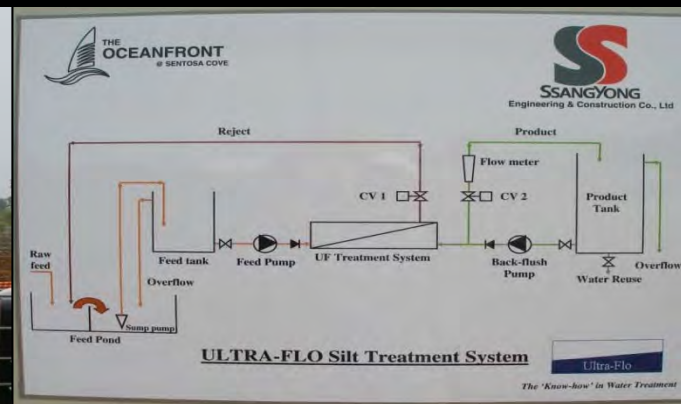 THE
OCEANFRONT
@ SENTOSA COVE
SSANGYONG
Engineering & Construction Co., Ltd
Reject
Product
Flow meter
CV 1
CV 2
Product
Tank
Raw
feed
Feed tank
Feed Pump
UF Treatment System
Back-flush
Pump
Overflow
Water Reuse
Overflow
Sump pump
Feed Pond
ULTRA-FLO Silt Treatment System
Ultra-Flo
The 'Know-how' in Water Treatment